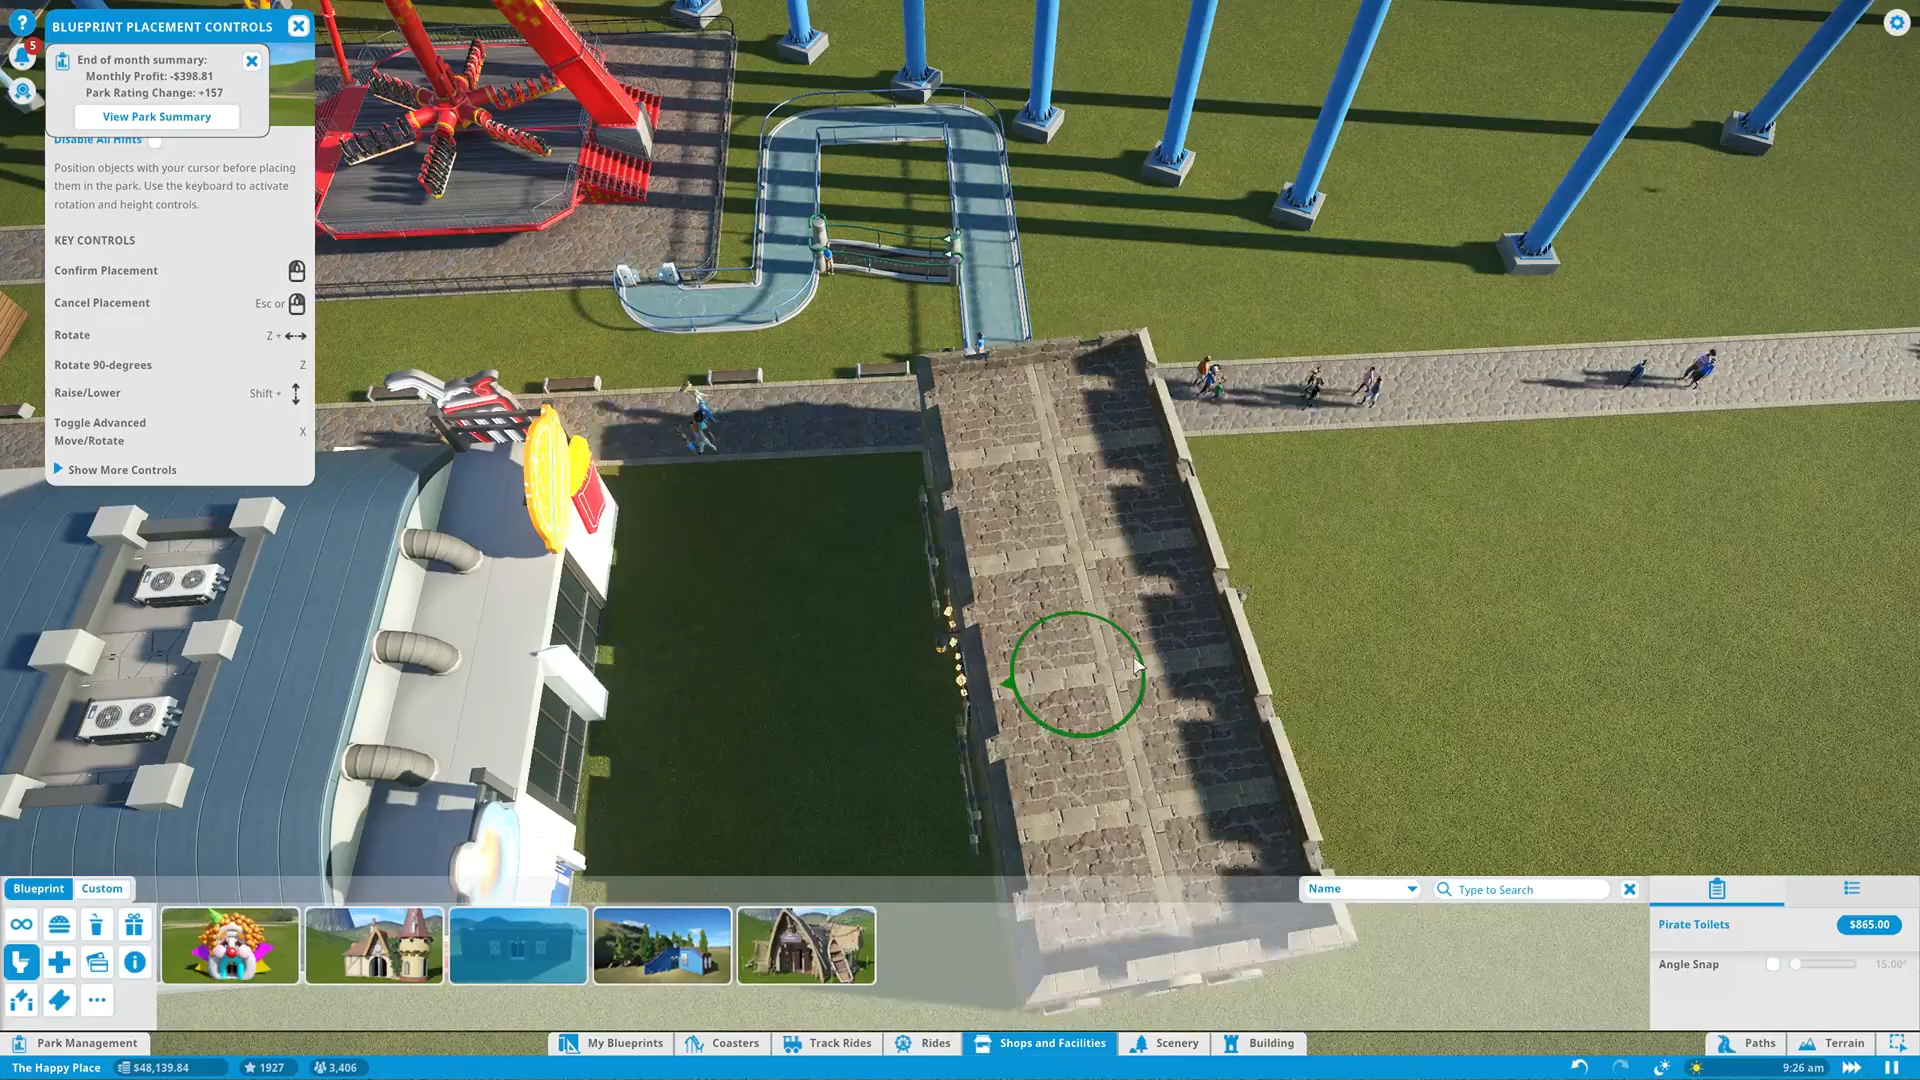 ?
BLUEPRINT PLACEMENT CONTROLS
5
End of month summary:
Monthly Profit: -$398.81
Park Rating Change: +157
View Park Summary
Disable All Hints
Position objects with your cursor before placing
them in the park. Use the keyboard to activate
rotation and height controls.
KEY CONTROLS
Confirm Placement
Cancel Placement Esc or
Rotate Z +
Rotate 90-degrees Z
Raise/Lower Shift +
Toggle Advanced
Move/Rotate X
Show More Controls
Blueprint Custom
Name
Type to Search
Pirate Toilets $865.00
Angle Snap 15.00°
Park Management
My Blueprints
Coasters
Track Rides
Rides
Shops and Facilities
Scenery
Building
Paths
Terrain
The Happy Place
$48,139.84
1927
3,406
9:26 am